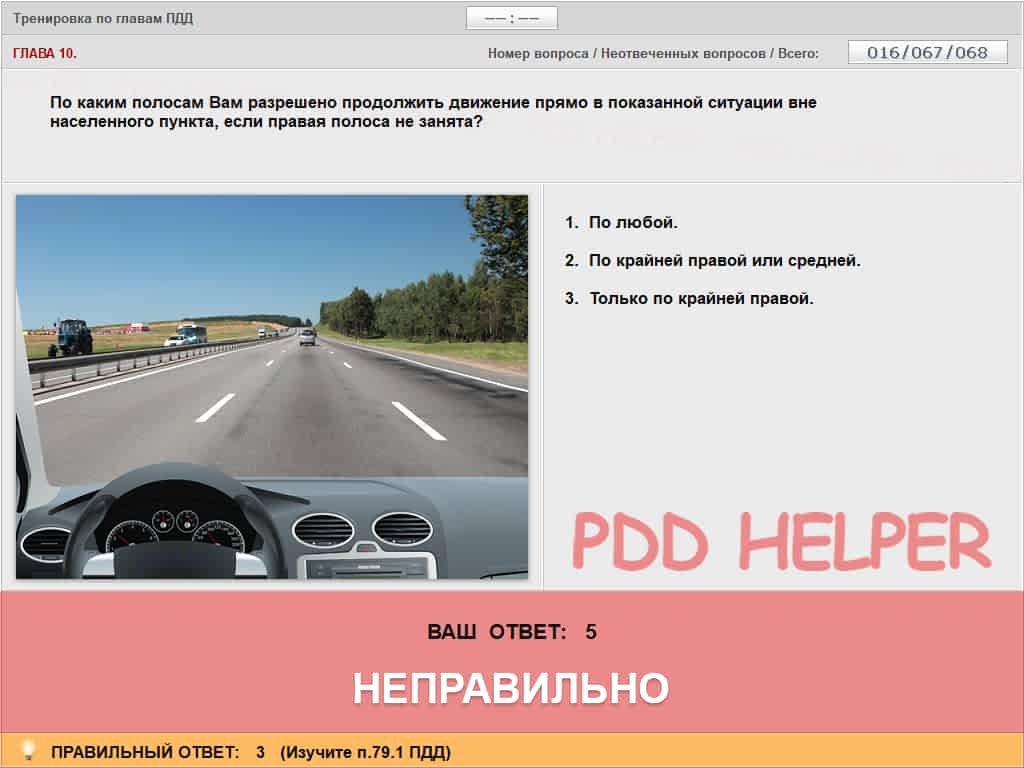 Тренировка по главам ПДД
—— : ——
ГЛАВА 10.
Номер вопроса / Неотвеченных вопросов / Всего: 016/067/068
По каким полосам Вам разрешено продолжить движение прямо в показанной ситуации вне
населенного пункта, если правая полоса не занята?
1. По любой.
2. По крайней правой или средней.
3. Только по крайней правой.
PDD HELPER
ВАШ ОТВЕТ: 5
НЕПРАВИЛЬНО
ПРАВИЛЬНЫЙ ОТВЕТ: 3 (Изучите п.79.1 ПДД)